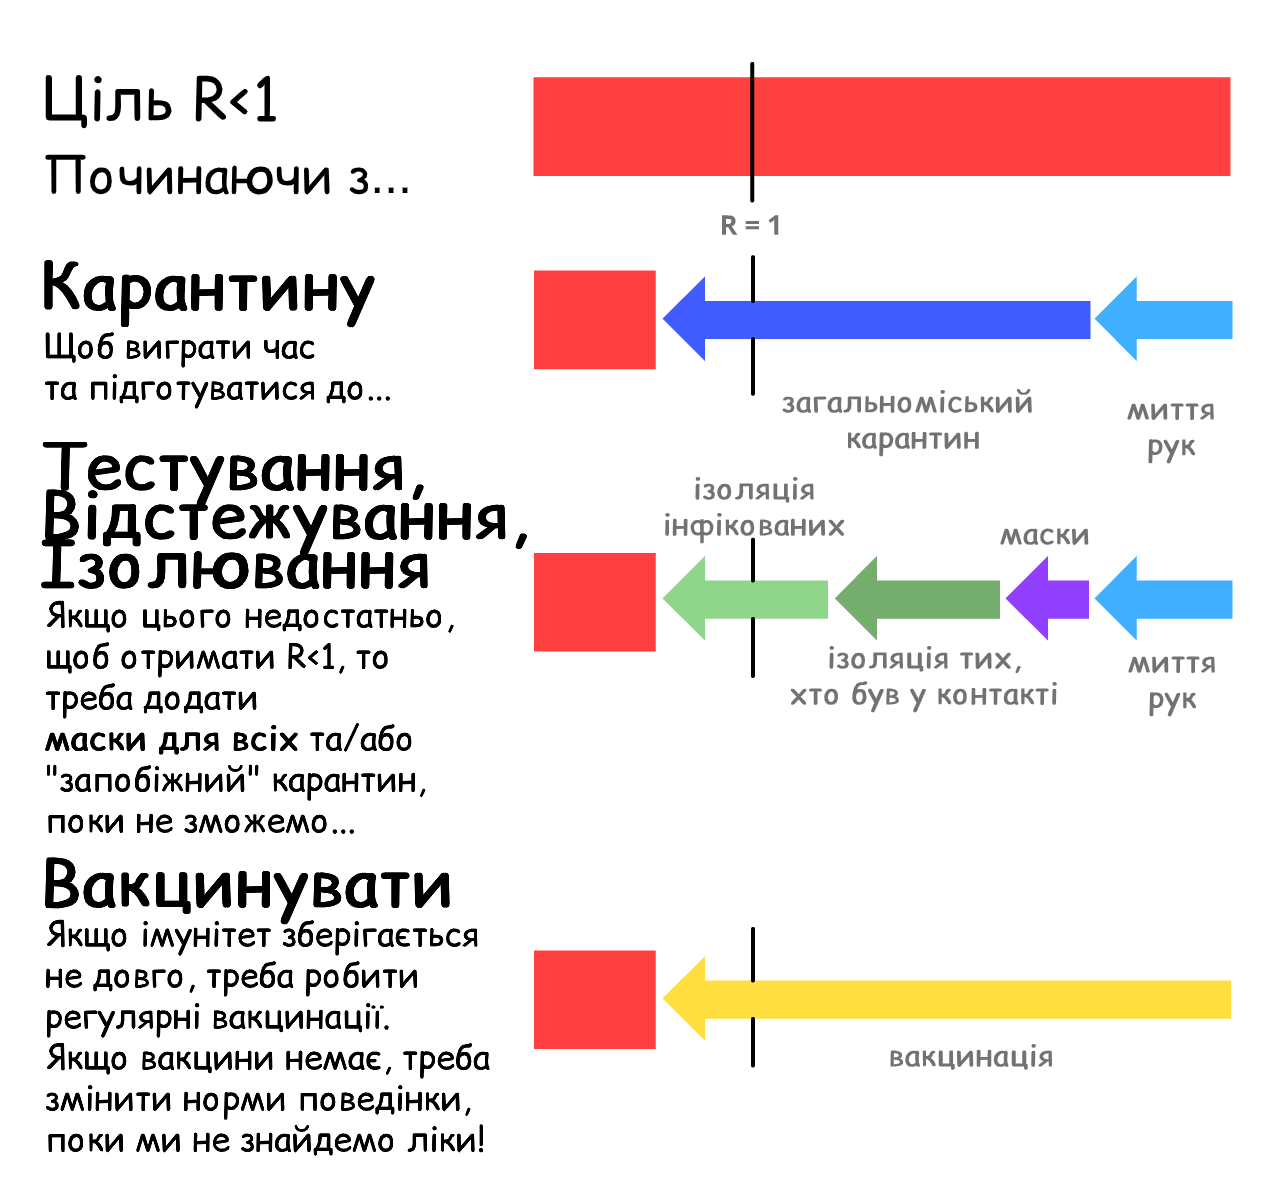 Ціль R<1
Починаючи з...
R = 1
Карантину
Щоб виграти час
та підготуватися до...
загальноміський
карантин
миття
рук
Тестування,
Відстежування,
Ізолювання
Якщо цього недостатньо,
щоб отримати R<1, то
треба додати
маски для всіх та/або
"запобіжний" карантин,
поки не зможемо...
ізоляція
інфікованих
маски
ізоляція тих,
хто був у контакті
миття
рук
Вакцинувати
Якщо імунітет зберігається
не довго, треба робити
регулярні вакцинації.
Якщо вакцини немає, треба
змінити норми поведінки,
поки ми не знайдемо ліки!
вакцинація